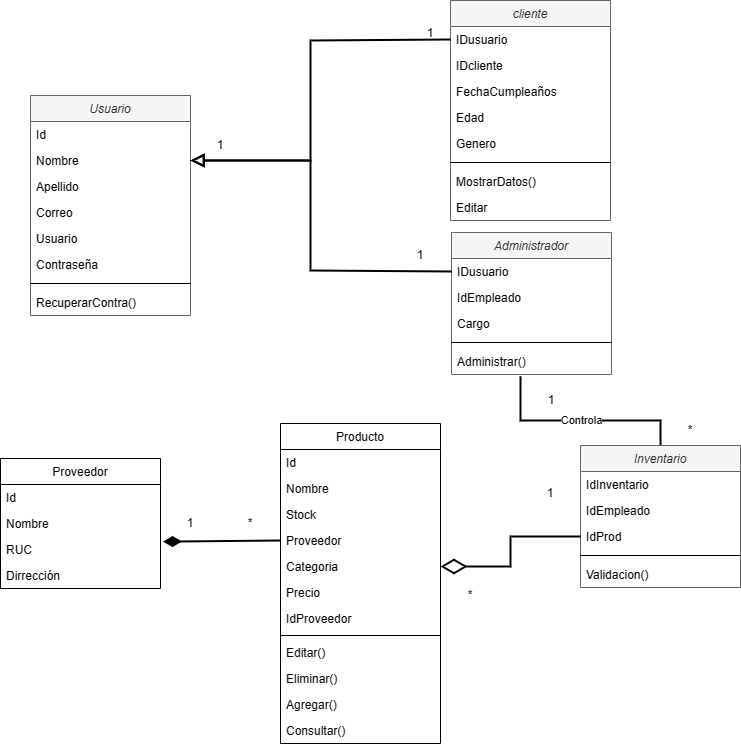 cliente
IDusuario
IDcliente
FechaCumpleaños
Edad
Genero
MostrarDatos()
Editar
1
Usuario
Id
Nombre
Apellido
Correo
Usuario
Contraseña
RecuperarContra()
1
1
Administrador
IDusuario
IdEmpleado
Cargo
Administrar()
1
Controla
*
Producto
Id
Nombre
Stock
Proveedor
Categoria
Precio
IdProveedor
Editar()
Eliminar()
Agregar()
Consultar()
Proveedor
Id
Nombre
RUC
Dirrección
1
*
Inventario
IdInventario
IdEmpleado
IdProd
Validacion()
1
*